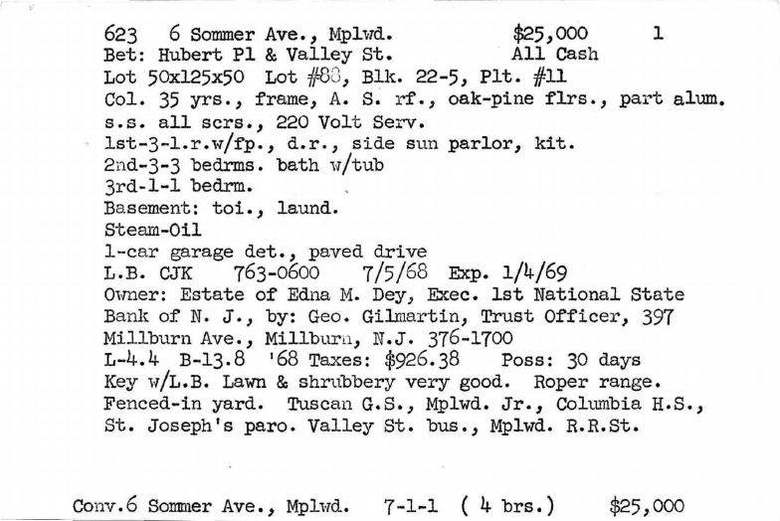 623 6 Sommer Ave., Mplwd. $25,000 1
Bet: Hubert Pl & Valley St. All Cash
Lot 50x125x50 Lot #88, Blk. 22-5, Plt. #11
Col. 35 yrs., frame, A. S. rf., oak-pine flrs., part alum.
s.s. all scrs., 220 Volt Serv.
1st-3-l.r.w/fp., d.r., side sun parlor, kit.
2nd-3-3 bedrms. bath w/tub
3rd-1-1 bedrm.
Basement: toi., laund.
Steam-Oil
1-car garage det., paved drive
L.B. CJK 763-0600 7/5/68 Exp. 1/4/69
Owner: Estate of Edna M. Dey, Exec. 1st National State
Bank of N. J., by: Geo. Gilmartin, Trust Officer, 397
Millburn Ave., Millburn, N.J. 376-1700
L-4.4 B-13.8 '68 Taxes: $926.38 Poss: 30 days
Key w/L.B. Lawn & shrubbery very good. Roper range.
Fenced-in yard. Tuscan G.S., Mplwd. Jr., Columbia H.S.,
St. Joseph's paro. Valley St. bus., Mplwd. R.R.St.
Conv.6 Sommer Ave., Mplwd. 7-1-1 ( 4 brs.) $25,000